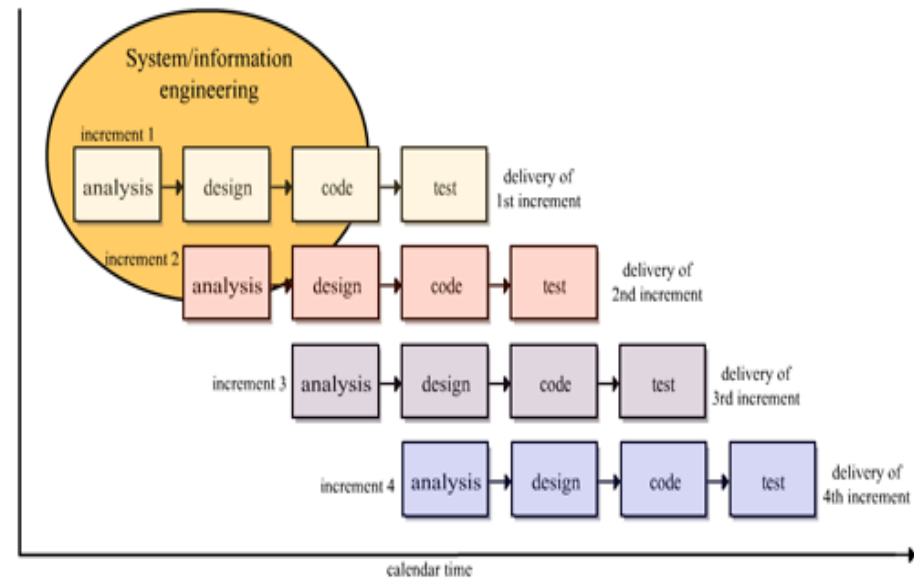 System/information
engineering
increment 1
analysis
design
code
test
delivery of
1st increment
increment 2
analysis
design
code
test
delivery of
2nd increment
increment 3
analysis
design
code
test
delivery of
3rd increment
increment 4
analysis
design
code
test
delivery of
4th increment
calendar time